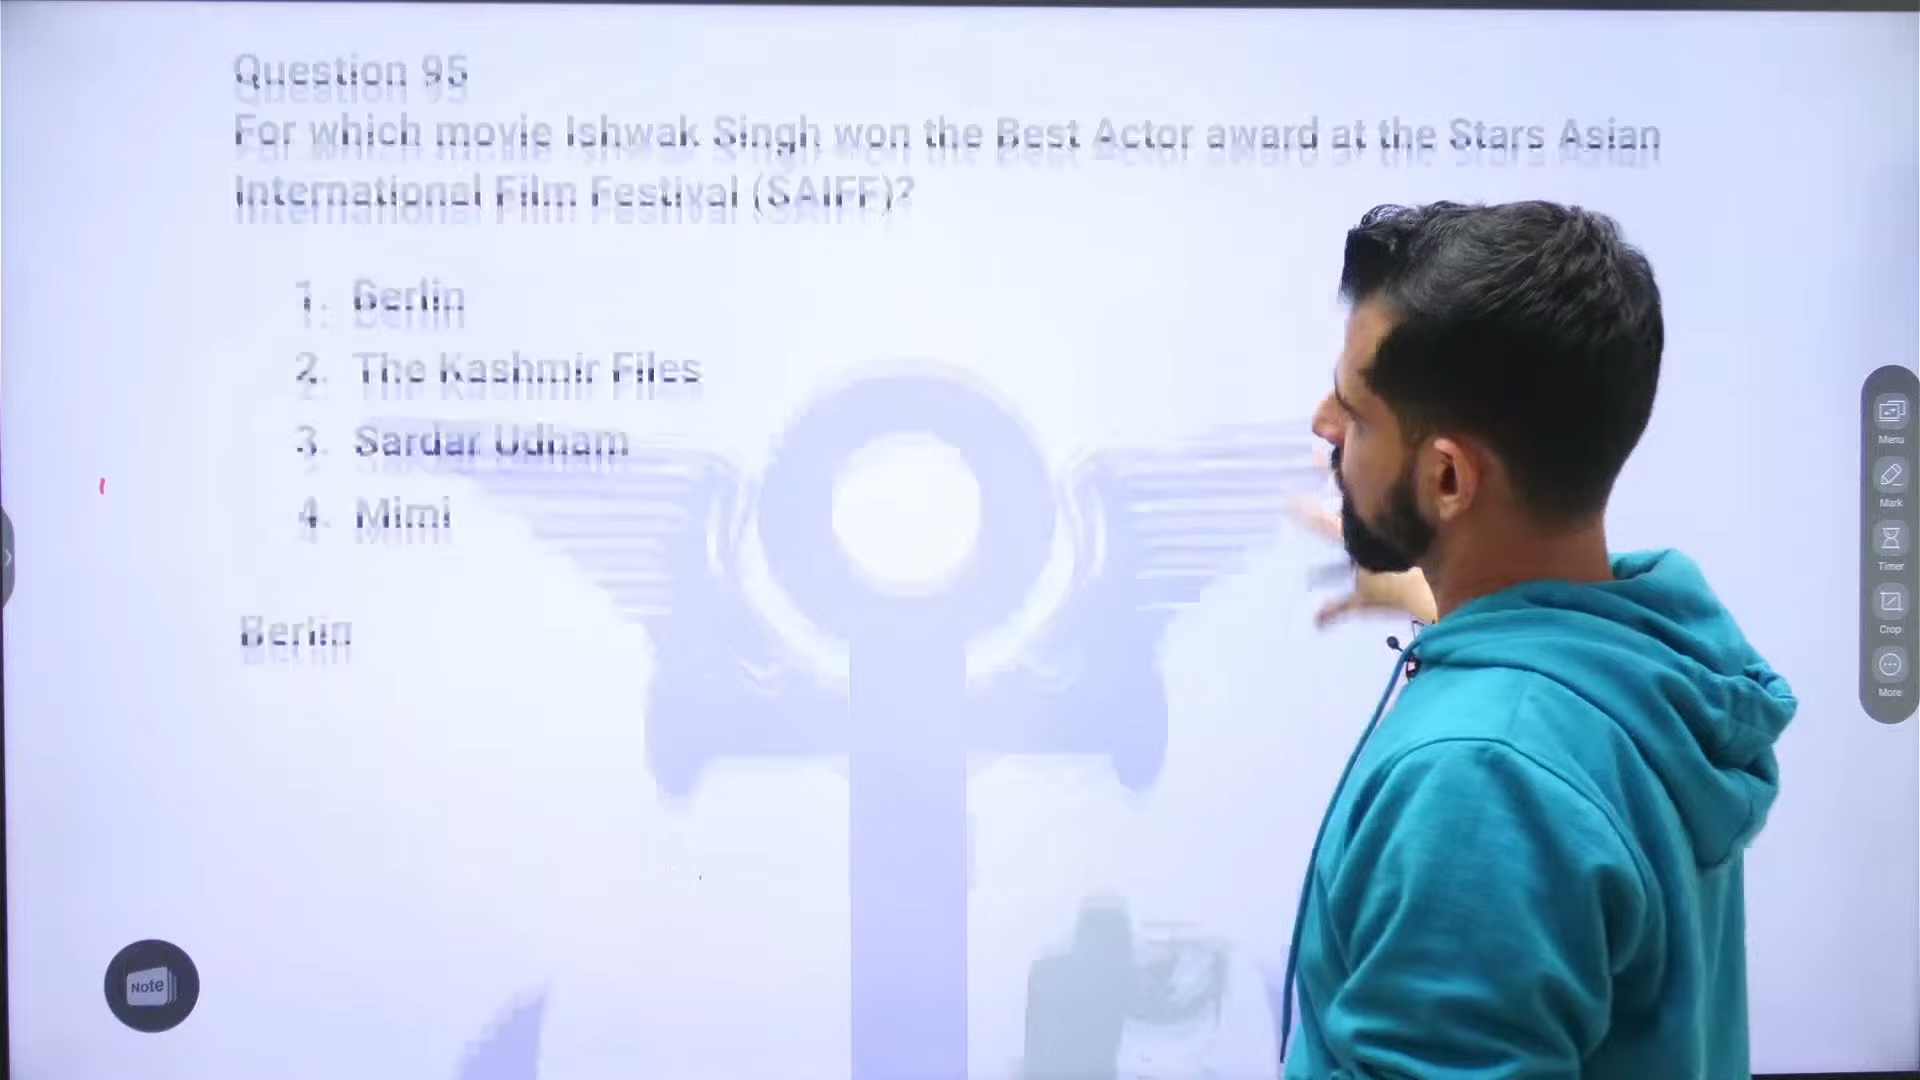 Question 95
For which movie Ishwak Singh won the Best Actor award at the Stars Asian
International Film Festival (SAIFF)?
1. Berlin
2. The Kashmir Files
3. Sardar Udham
4. Mimi
Berlin
Menu
Mark
Timer
Crop
More
Note